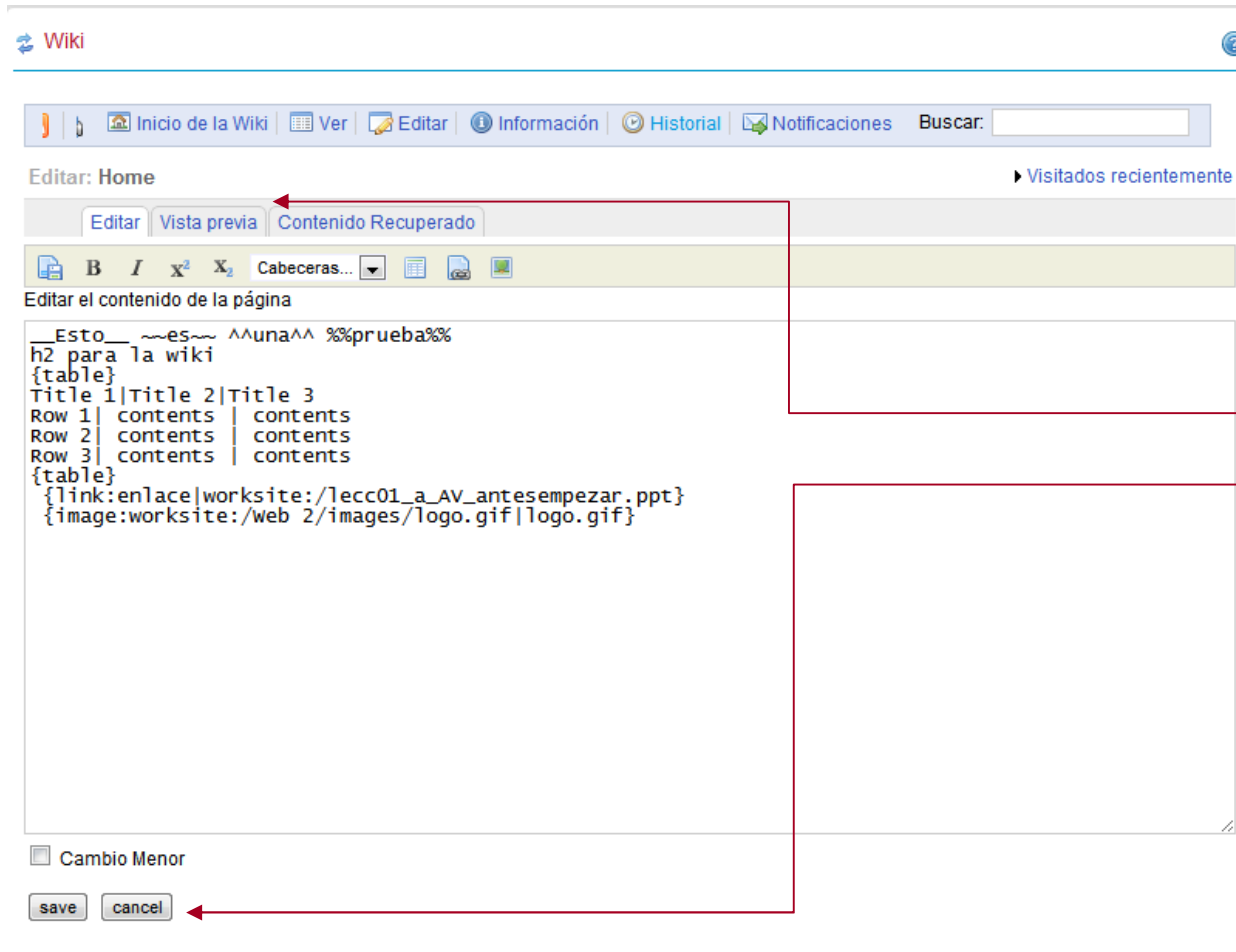 Wiki
Inicio de la Wiki Ver Editar Información Historial Notificaciones Buscar:
Editar: Home Visitados recientemente
Editar Vista previa Contenido Recuperado
B I X² X₂ Cabeceras...
Editar el contenido de la página
__Esto__ ~~es~~ ^^una^^ %%prueba%%
h2 para la wiki
{table}
Title 1|Title 2|Title 3
Row 1| contents | contents
Row 2| contents | contents
Row 3| contents | contents
{table}
{link:enlace|worksite:/lecc01_a_AV_antesempezar.ppt}
{image:worksite:/Web 2/images/logo.gif|logo.gif}
Cambio Menor
save cancel